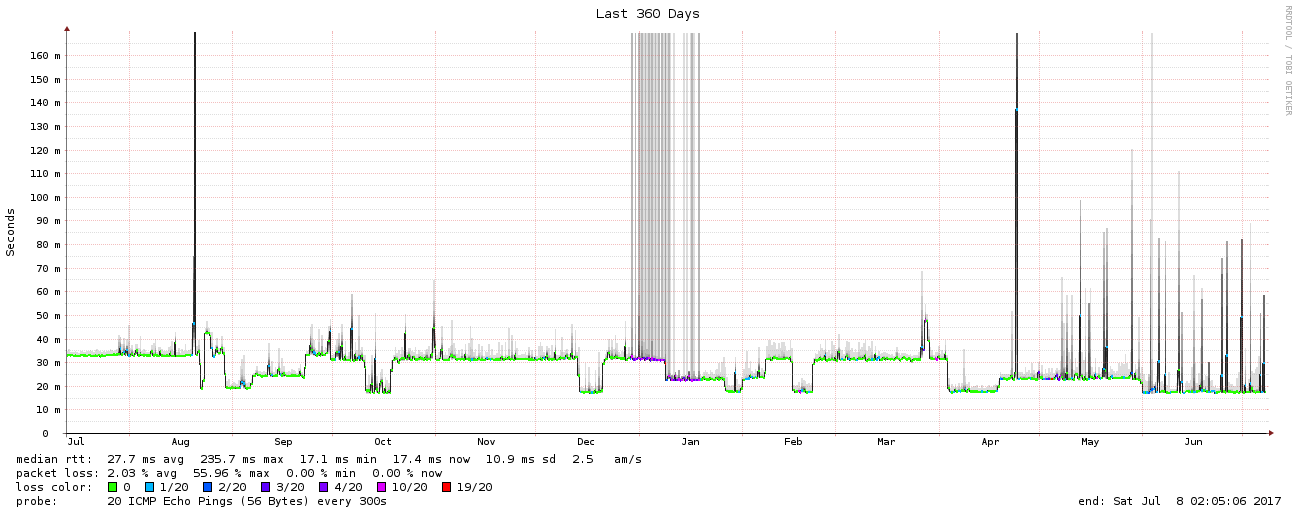 Last 360 Days
RRDTOOL / TOBI OETIKER
Seconds
160 m
150 m
140 m
130 m
120 m
110 m
100 m
90 m
80 m
70 m
60 m
50 m
40 m
30 m
20 m
10 m
0
Jul Aug Sep Oct Nov Dec Jan Feb Mar Apr May Jun
median rtt: 27.7 ms avg 235.7 ms max 17.1 ms min 17.4 ms now 10.9 ms sd 2.5 am/s
packet loss: 2.03 % avg 55.96 % max 0.00 % min 0.00 % now
loss color: 0 1/20 2/20 3/20 4/20 10/20 19/20
probe: 20 ICMP Echo Pings (56 Bytes) every 300s end: Sat Jul 8 02:05:06 2017